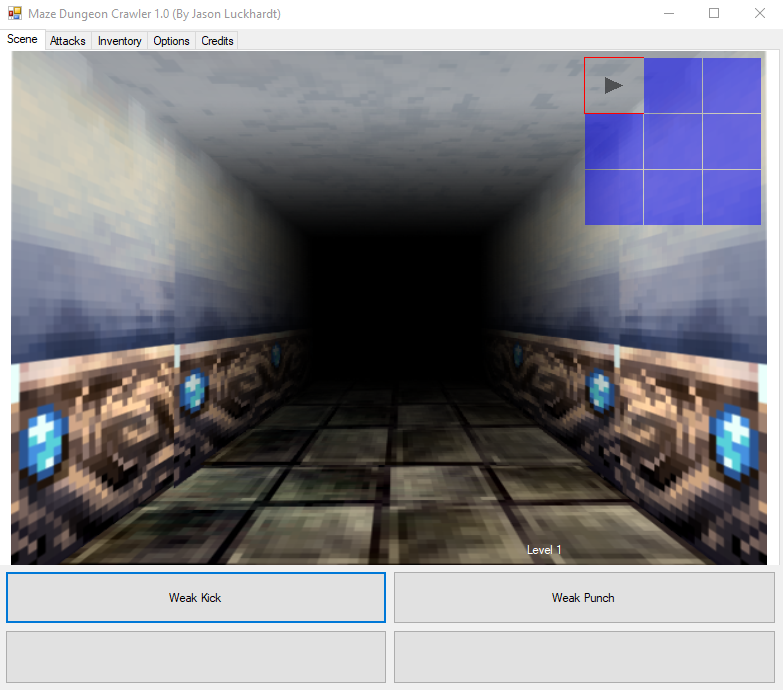 Maze Dungeon Crawler 1.0 (By Jason Luckhardt)
Scene Attacks Inventory Options Credits
Level 1
Weak Kick Weak Punch